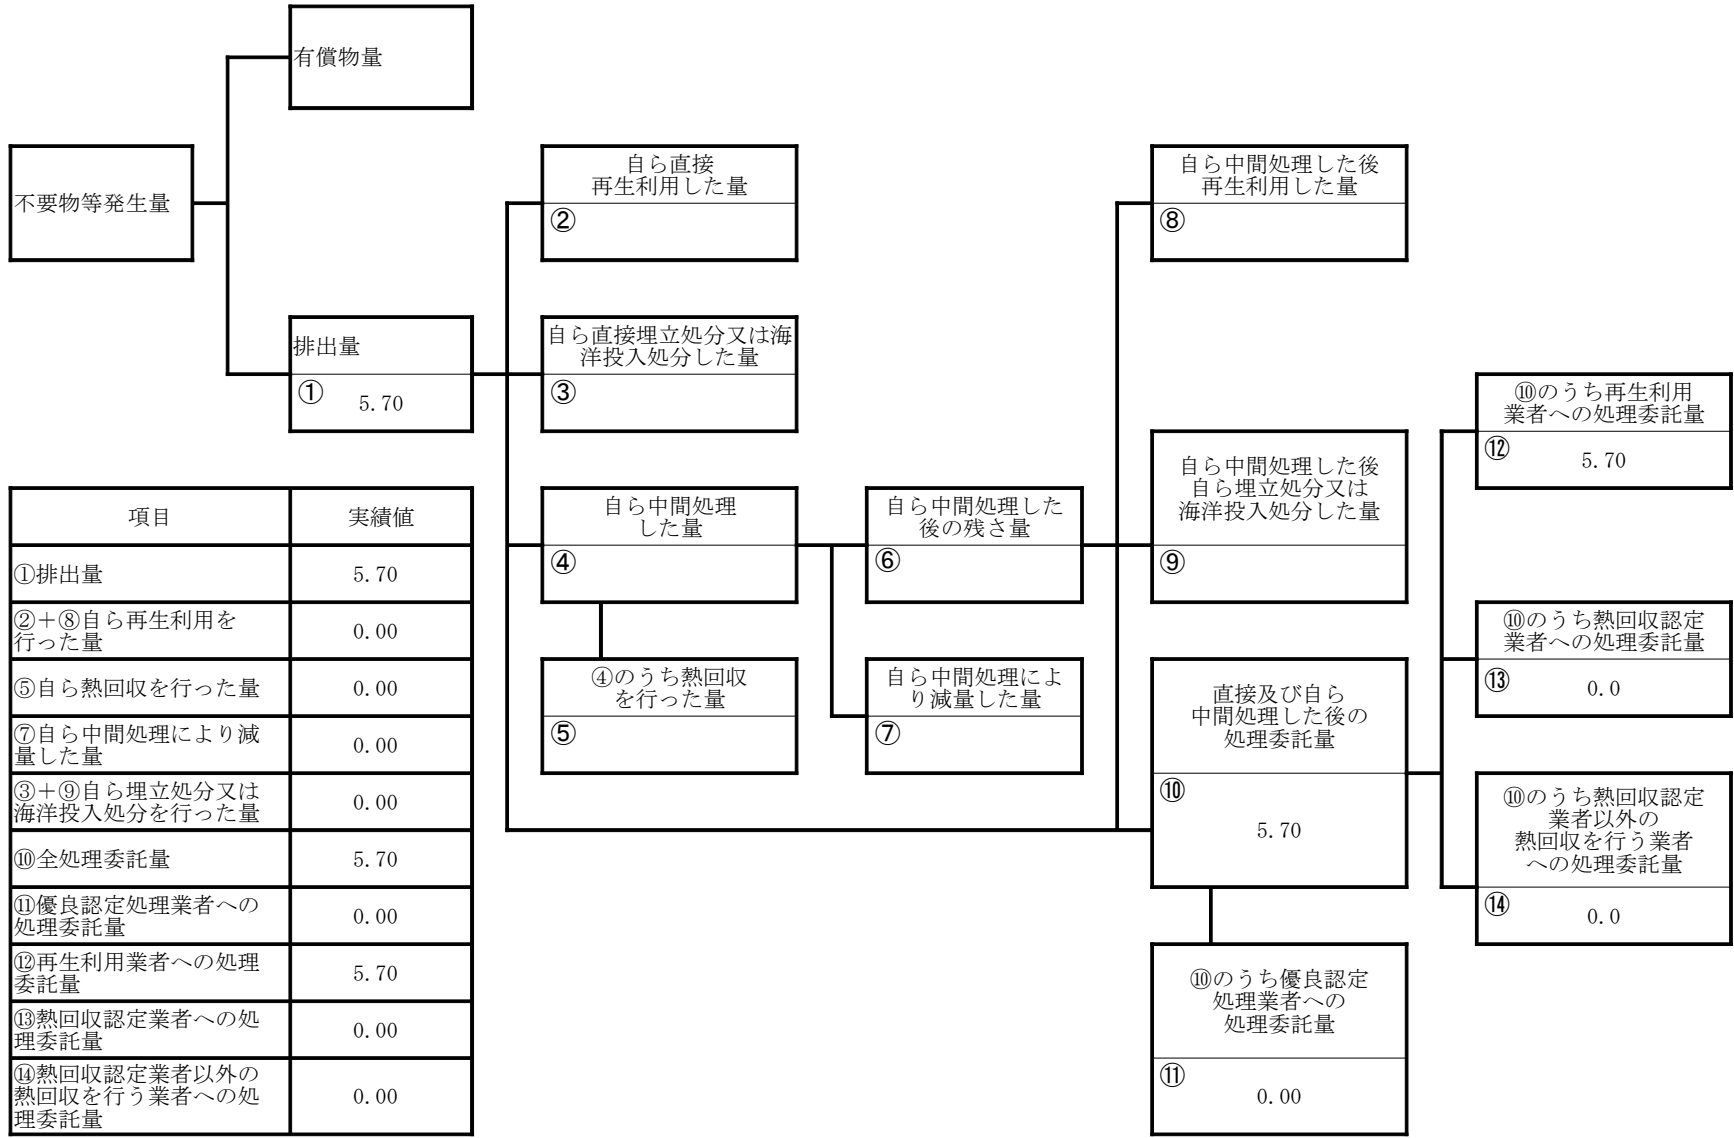 有償物量
不要物等発生量
排出量
①
5.70
自ら直接
再生利用した量
②
自ら直接埋立処分又は海
洋投入処分した量
③
自ら中間処理
した量
④
④のうち熱回収
を行った量
⑤
自ら中間処理した
後の残さ量
⑥
自ら中間処理によ
り減量した量
⑦
自ら中間処理した後
再生利用した量
⑧
自ら中間処理した後
自ら埋立処分又は
海洋投入処分した量
⑨
直接及び自ら
中間処理した後の
処理委託量
⑩
5.70
⑩のうち優良認定
処理業者への
処理委託量
⑪
0.00
⑩のうち再生利用
業者への処理委託量
⑫
5.70
⑩のうち熱回収認定
業者への処理委託量
⑬
0.0
⑩のうち熱回収認定
業者以外の
熱回収を行う業者
への処理委託量
⑭
0.0
項目 実績値
①排出量 5.70
②＋⑧自ら再生利用を
行った量 0.00
⑤自ら熱回収を行った量 0.00
⑦自ら中間処理により減
量した量 0.00
③＋⑨自ら埋立処分又は
海洋投入処分を行った量 0.00
⑩全処理委託量 5.70
⑪優良認定処理業者への
処理委託量 0.00
⑫再生利用業者への処理
委託量 5.70
⑬熱回収認定業者への処
理委託量 0.00
⑭熱回収認定業者以外の
熱回収を行う業者への処
理委託量 0.00